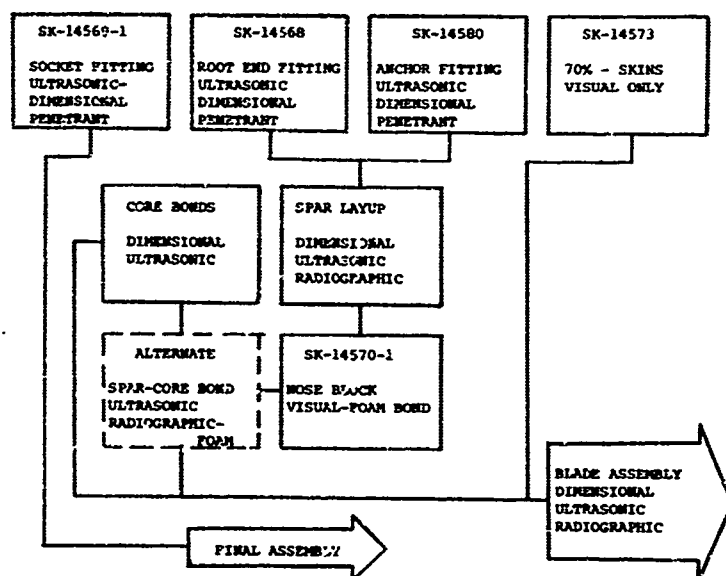 SK-14569-1
SOCKET FITTING
ULTRASONIC-
DIMENSIONAL
PENETRANT
SK-14568
ROOT END FITTING
ULTRASONIC
DIMENSIONAL
PENETRANT
SK-14580
ANCHOR FITTING
ULTRASONIC
DIMENSIONAL
PENETRANT
SK-14573
70% - SKINS
VISUAL ONLY
CORE BONDS
DIMENSIONAL
ULTRASONIC
SPAR LAYUP
DIMENSIONAL
ULTRASONIC
RADIOGRAPHIC
ALTERNATE
SPAR-CORE BOND
ULTRASONIC
RADIOGRAPHIC-
FOAM
SK-14570-1
NOSE BLOCK
VISUAL-FOAM BOND
BLADE ASSEMBLY
DIMENSIONAL
ULTRASONIC
RADIOGRAPHIC
FINAL ASSEMBLY